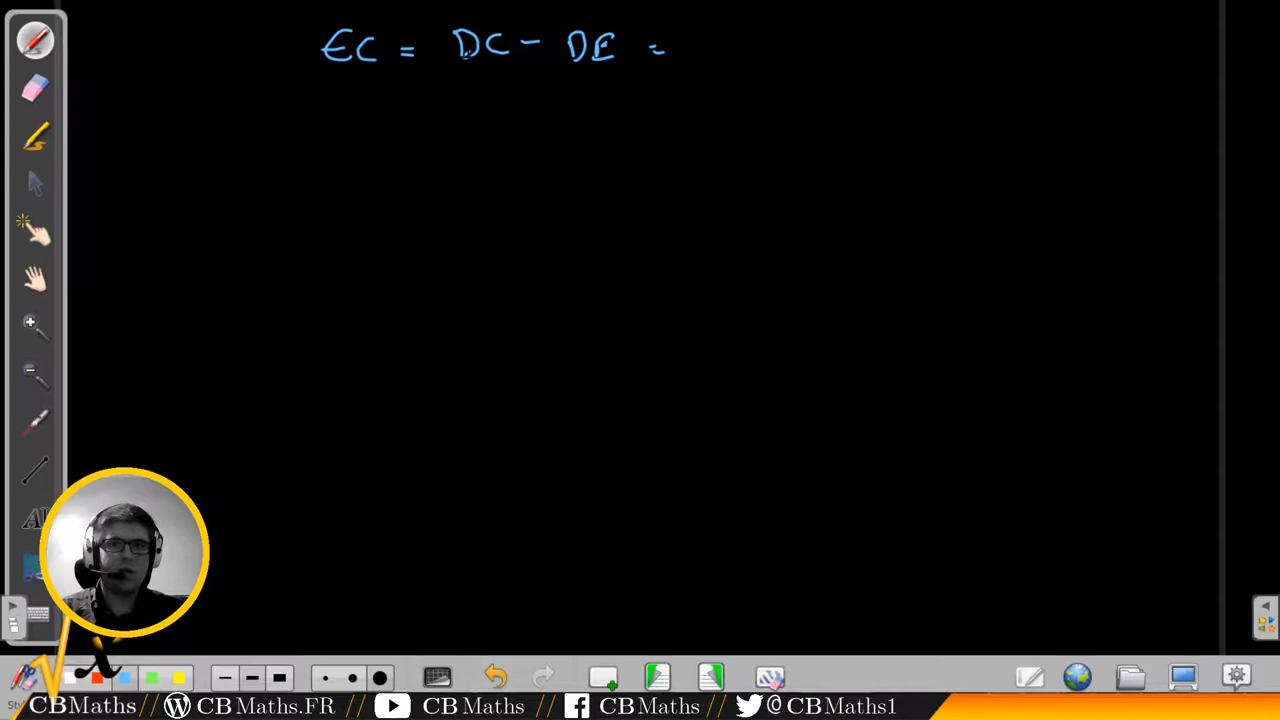 EC = DC - DE =
CBMaths// CBMaths.FR // CBMaths // CBMaths // @CBMaths1